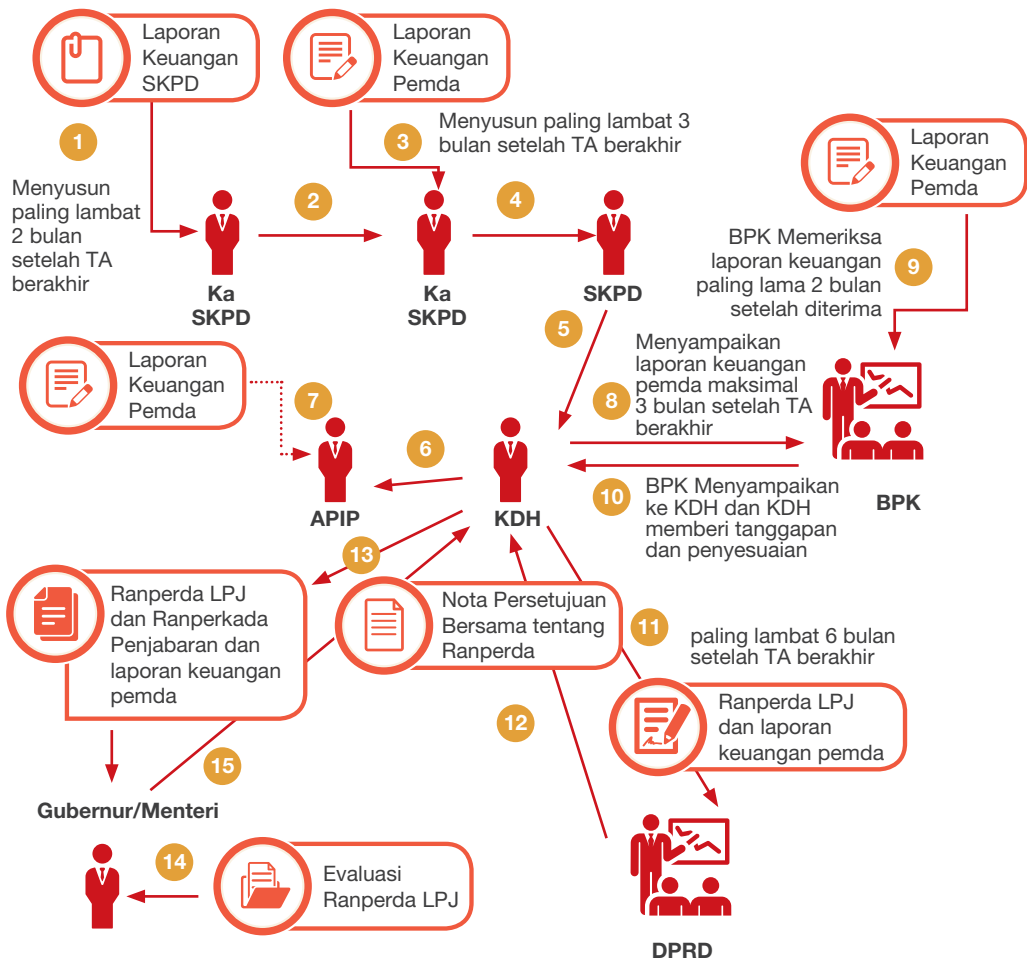 Laporan
Keuangan
SKPD
Laporan
Keuangan
Pemda
1
3
Menyusun paling lambat 3
bulan setelah TA berakhir
Laporan
Keuangan
Pemda
Menyusun
paling lambat
2 bulan
setelah TA
berakhir
2
4
Ka
SKPD
Ka
SKPD
SKPD
BPK Memeriksa
laporan keuangan
paling lama 2 bulan
setelah diterima
9
5
Laporan
Keuangan
Pemda
7
6
Menyampaikan
laporan keuangan
pemda maksimal
3 bulan setelah TA
berakhir
8
APIP
KDH
BPK
10
BPK Menyampaikan
ke KDH dan KDH
memberi tanggapan
dan penyesuaian
13
Ranperda LPJ
dan Ranperkada
Penjabaran dan
laporan keuangan
pemda
Nota Persetujuan
Bersama tentang
Ranperda
11
paling lambat 6 bulan
setelah TA berakhir
Ranperda LPJ
dan laporan
keuangan pemda
12
15
Gubernur/Menteri
14
Evaluasi
Ranperda LPJ
DPRD